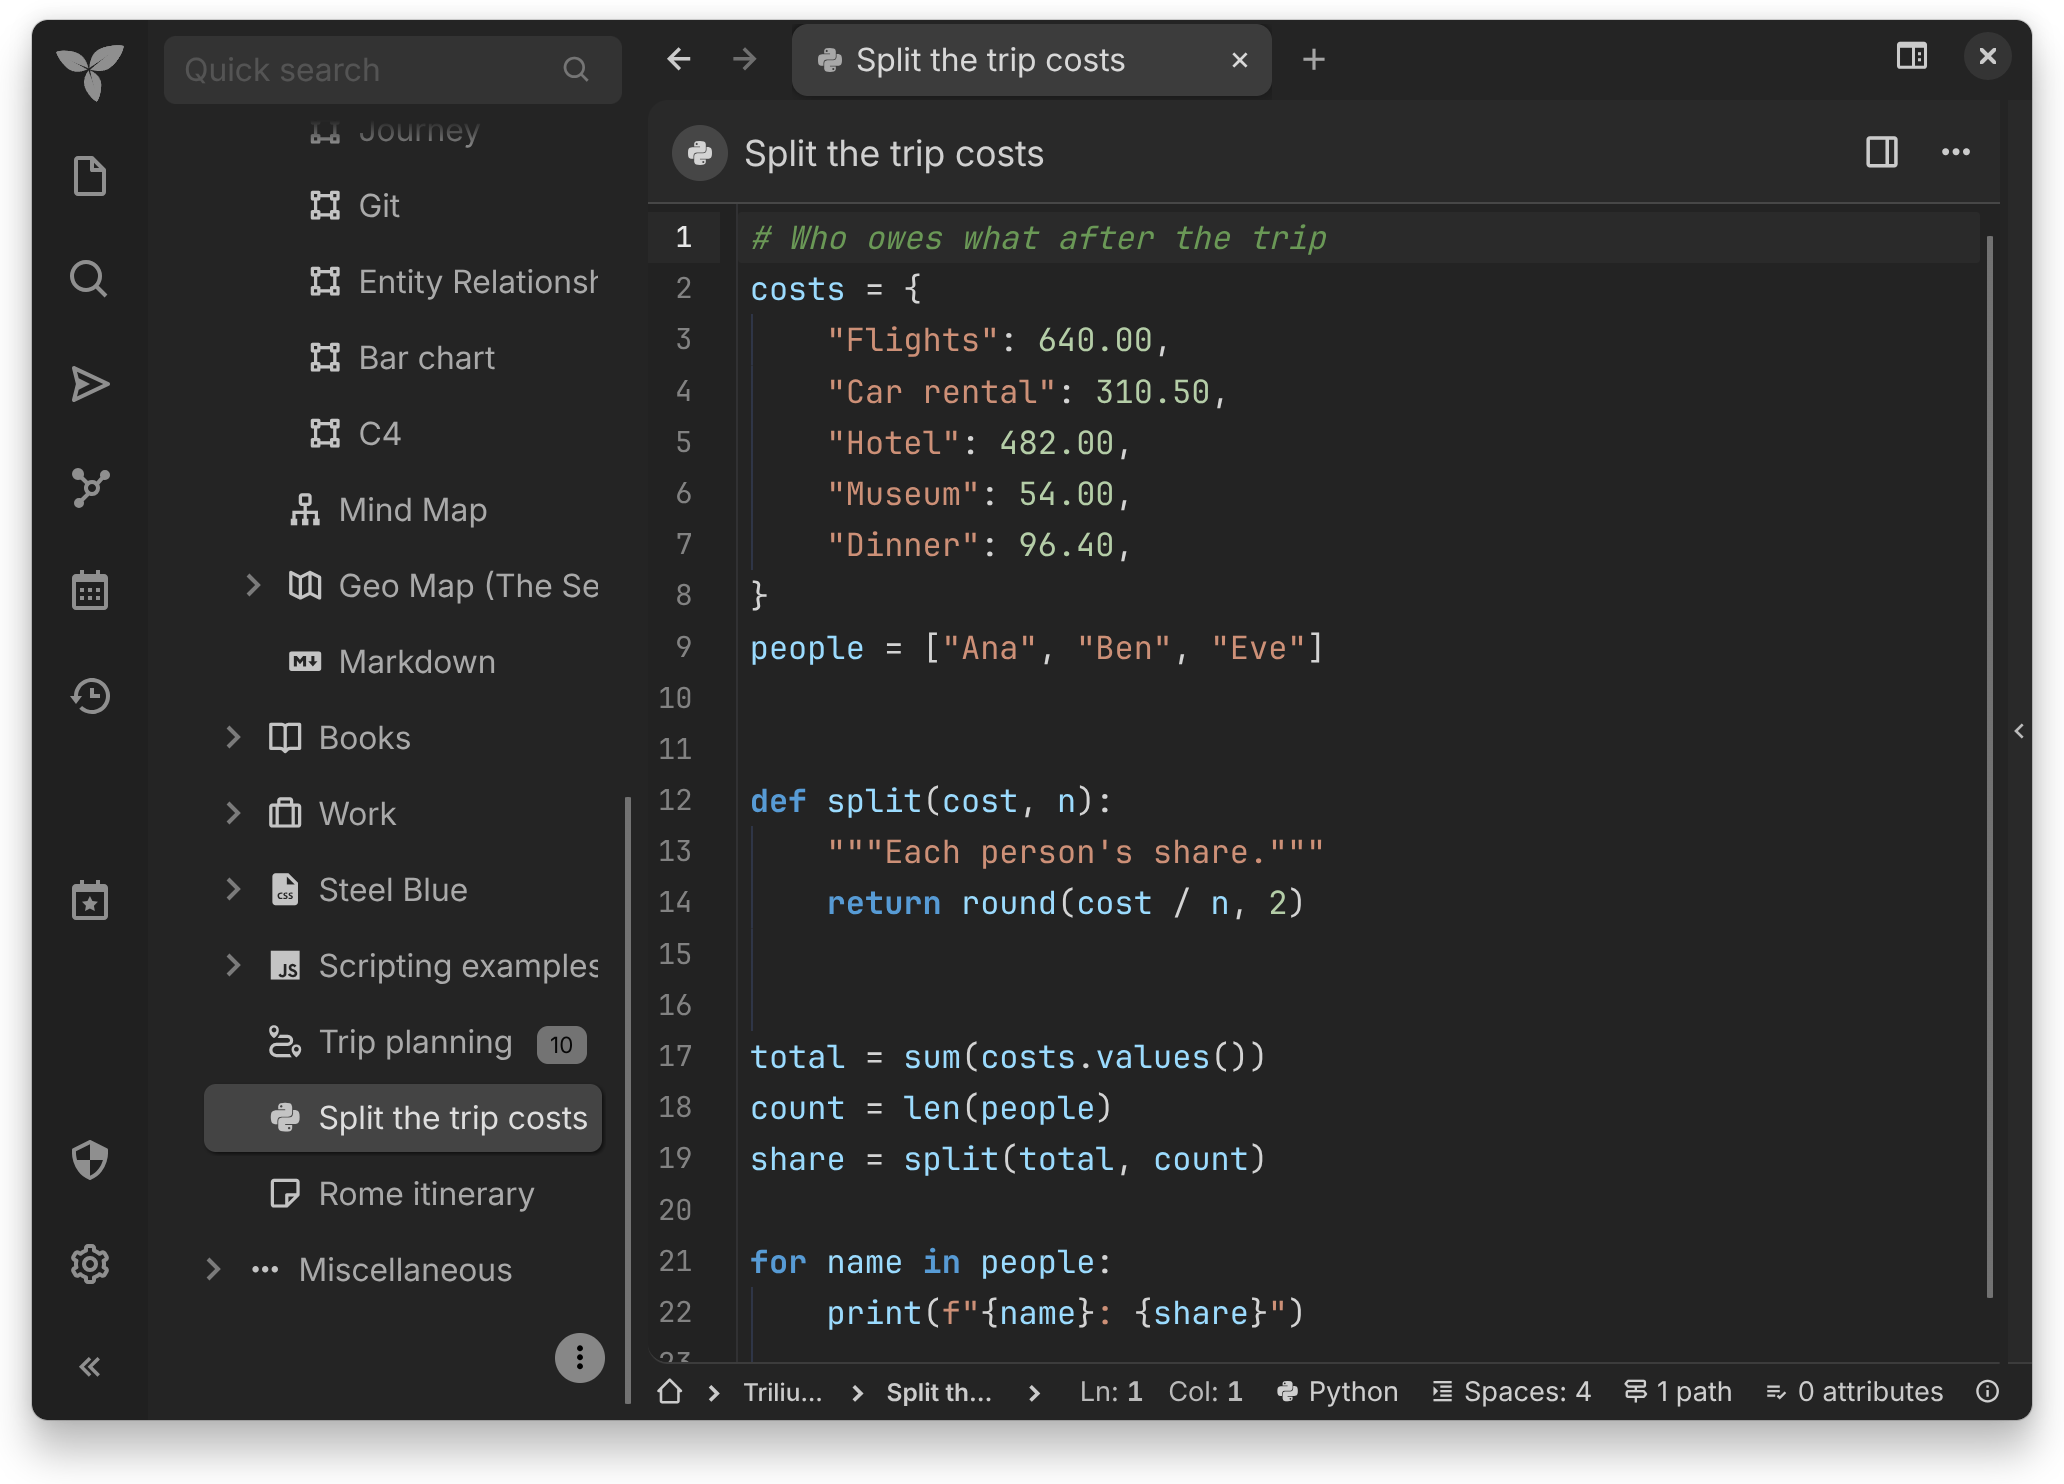 Quick search
Journey
Git
Entity Relationsh
Bar chart
C4
Mind Map
Geo Map (The Se
Markdown
Books
Work
Steel Blue
Scripting examples
Trip planning 10
Split the trip costs
Rome itinerary
Miscellaneous
Split the trip costs
Split the trip costs
1 # Who owes what after the trip
2 costs = {
3     "Flights": 640.00,
4     "Car rental": 310.50,
5     "Hotel": 482.00,
6     "Museum": 54.00,
7     "Dinner": 96.40,
8 }
9 people = ["Ana", "Ben", "Eve"]
10
11
12 def split(cost, n):
13     """Each person's share."""
14     return round(cost / n, 2)
15
16
17 total = sum(costs.values())
18 count = len(people)
19 share = split(total, count)
20
21 for name in people:
22     print(f"{name}: {share}")
23
Triliu... Split th... Ln: 1 Col: 1 Python Spaces: 4 1 path 0 attributes